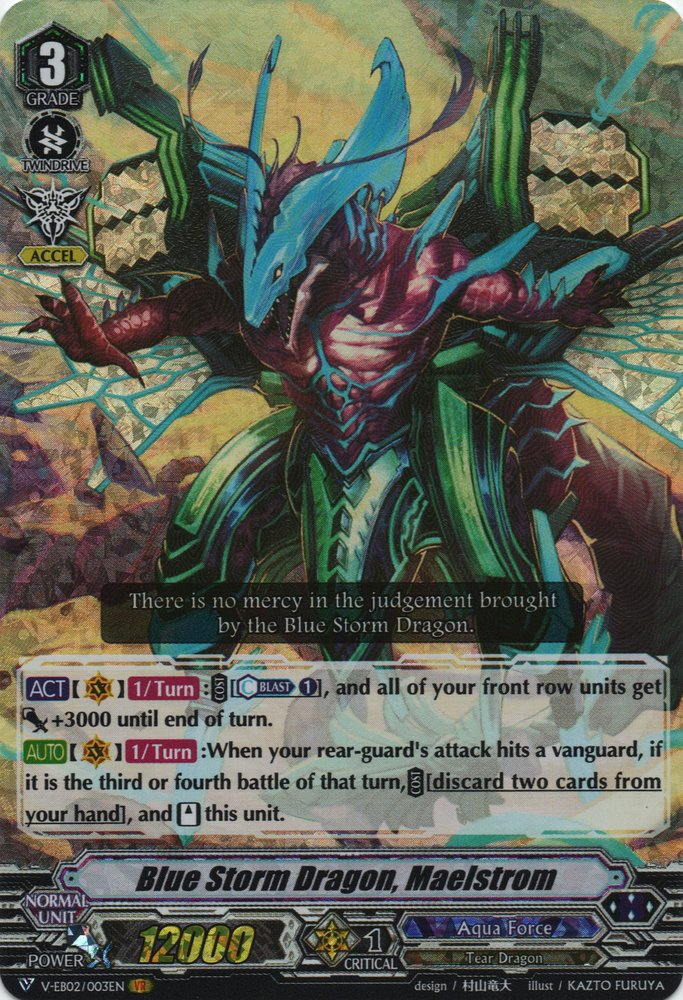 3
GRADE
TWINDRIVE
ACCEL
There is no mercy in the judgement brought
by the Blue Storm Dragon.
ACT【 】1/Turn:COST[C BLAST 1], and all of your front row units get
+3000 until end of turn.
AUTO【 】1/Turn:When your rear-guard's attack hits a vanguard, if
it is the third or fourth battle of that turn,COST[discard two cards from
your hand], and this unit.
Blue Storm Dragon, Maelstrom
NORMAL
UNIT
POWER
12000
1
CRITICAL
Aqua Force
Tear Dragon
V-EB02/003EN VR
design / 村山竜大 illust / KAZTO FURUYA